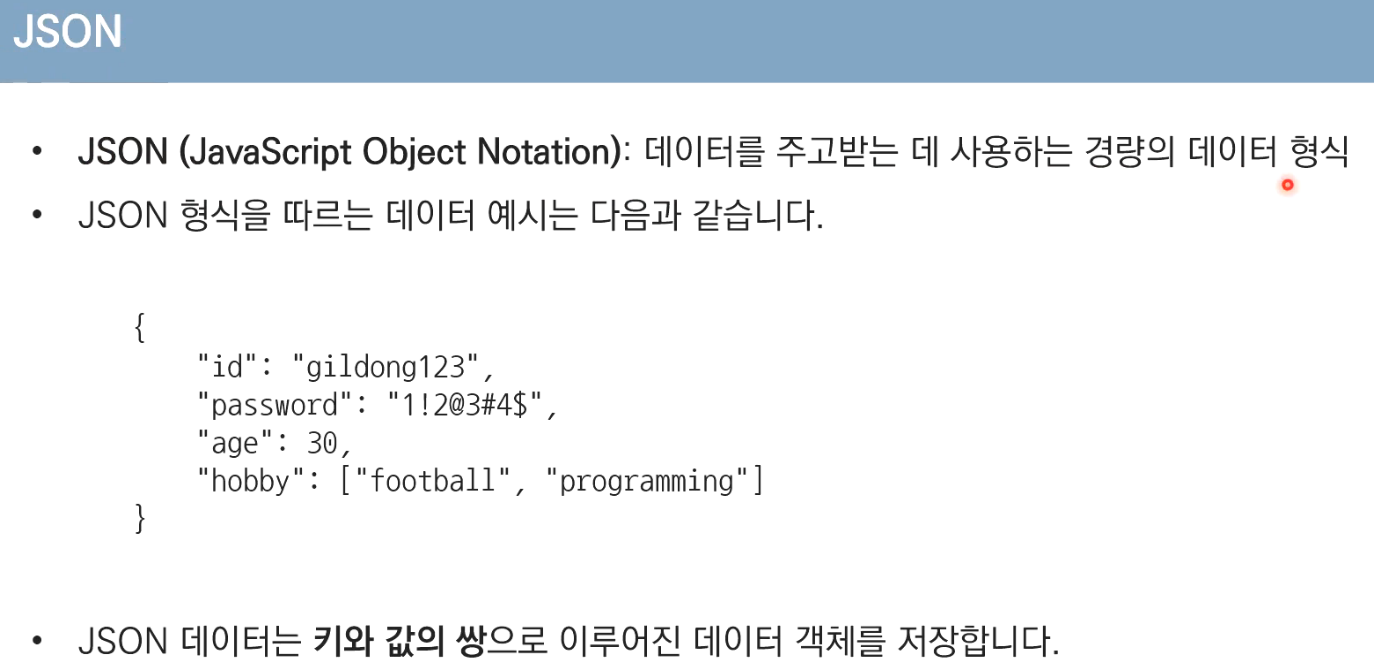 JSON
• JSON (JavaScript Object Notation): 데이터를 주고받는 데 사용하는 경량의 데이터 형식
• JSON 형식을 따르는 데이터 예시는 다음과 같습니다.
{
    "id": "gildong123",
    "password": "1!2@3#4$",
    "age": 30,
    "hobby": ["football", "programming"]
}
• JSON 데이터는 키와 값의 쌍으로 이루어진 데이터 객체를 저장합니다.